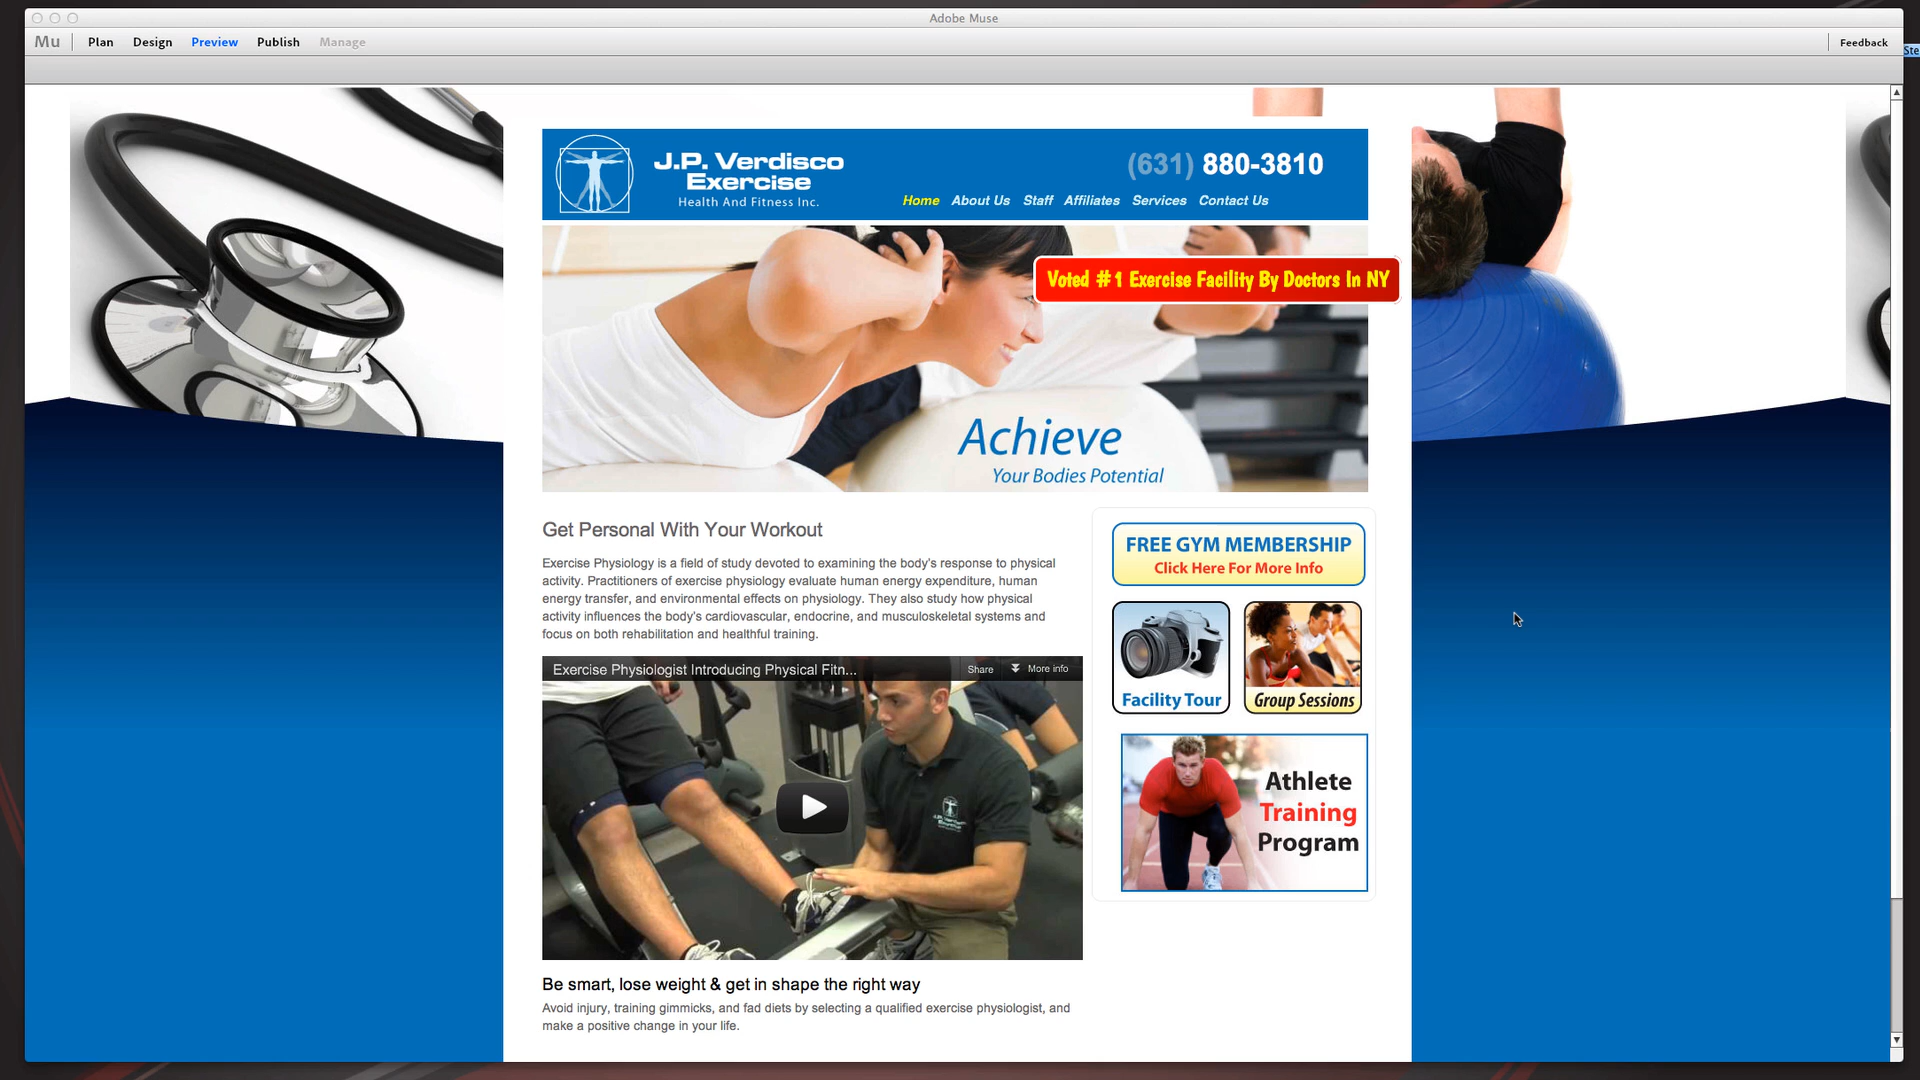 Adobe Muse
Mu Plan Design Preview Publish Manage Feedback
Ste
J.P. Verdisco
Exercise
Health And Fitness Inc.
(631) 880-3810
Home About Us Staff Affiliates Services Contact Us
Voted #1 Exercise Facility By Doctors In NY
Achieve
Your Bodies Potential
Get Personal With Your Workout
Exercise Physiology is a field of study devoted to examining the body's response to physical
activity. Practitioners of exercise physiology evaluate human energy expenditure, human
energy transfer, and environmental effects on physiology. They also study how physical
activity influences the body's cardiovascular, endocrine, and musculoskeletal systems and
focus on both rehabilitation and healthful training.
Exercise Physiologist Introducing Physical Fitn... Share More info
J.P. Verdisco
Exercise
Be smart, lose weight & get in shape the right way
Avoid injury, training gimmicks, and fad diets by selecting a qualified exercise physiologist, and
make a positive change in your life.
FREE GYM MEMBERSHIP
Click Here For More Info
Facility Tour
Group Sessions
Athlete
Training
Program